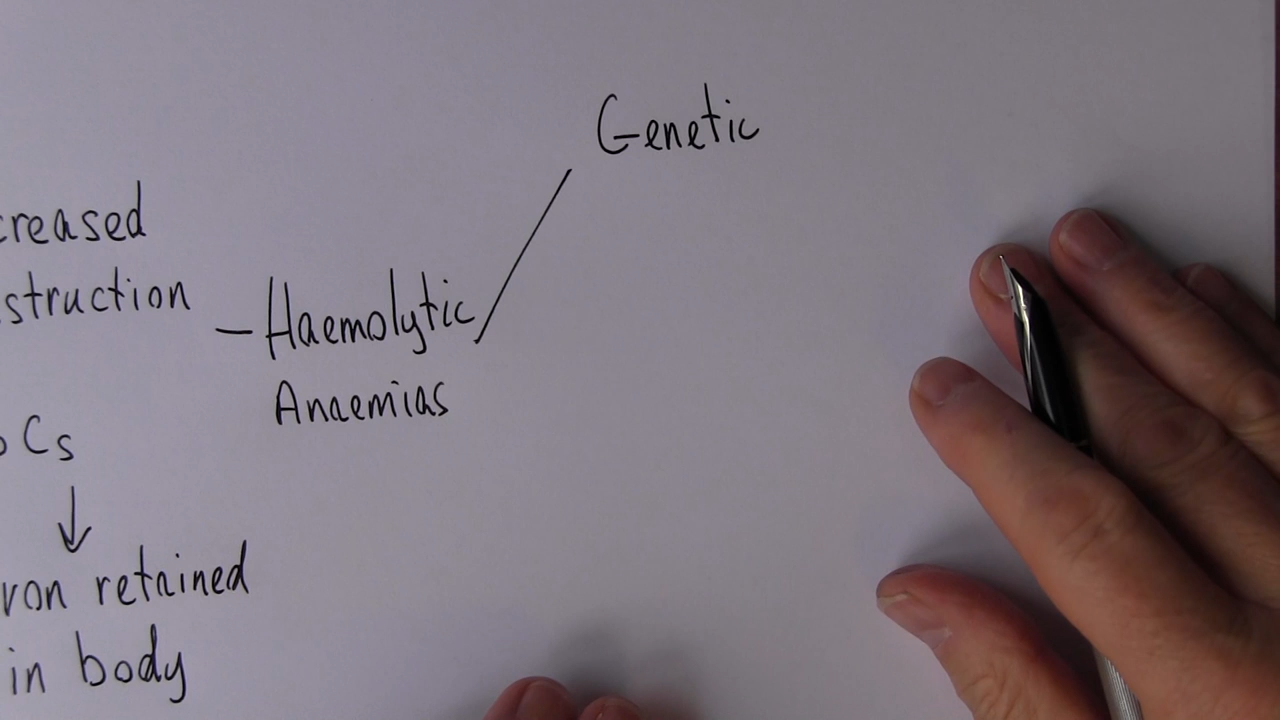 Genetic
creased
struction
– Haemolytic
Anaemias
Cs
↓
ron retained
in body